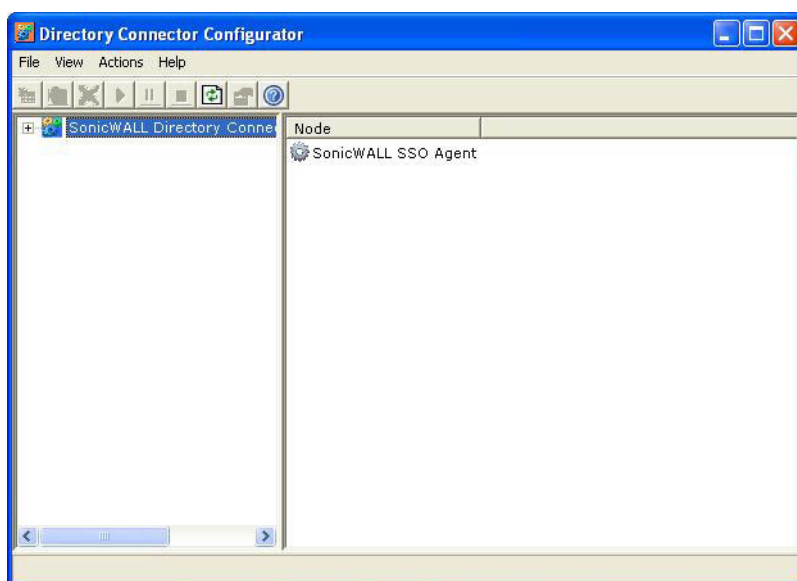 Directory Connector Configurator
File View Actions Help
SonicWALL Directory Conne
Node
SonicWALL SSO Agent